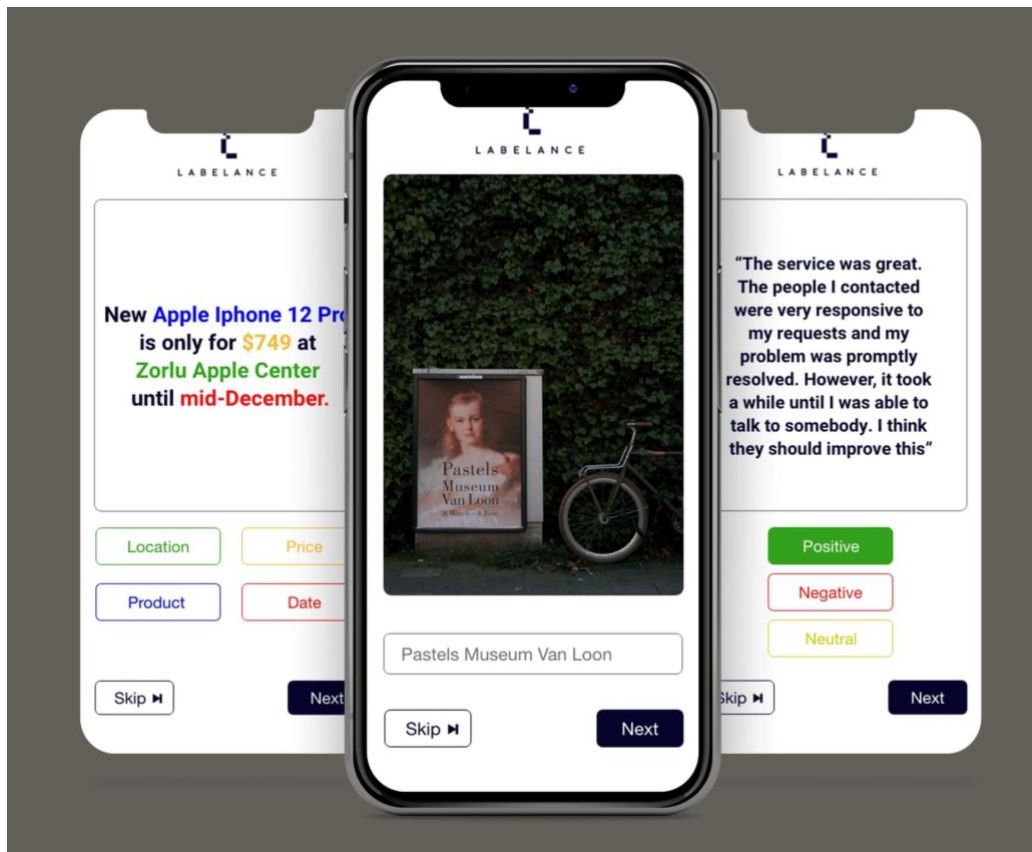 LABELANCE
New Apple Iphone 12 Pro
is only for $749 at
Zorlu Apple Center
until mid-December.
Location
Price
Product
Date
Skip
Next
LABELANCE
Pastels
Museum
Van Loon
Pastels Museum Van Loon
Skip
Next
LABELANCE
“The service was great.
The people I contacted
were very responsive to
my requests and my
problem was promptly
resolved. However, it took
a while until I was able to
talk to somebody. I think
they should improve this”
Positive
Negative
Neutral
Skip
Next